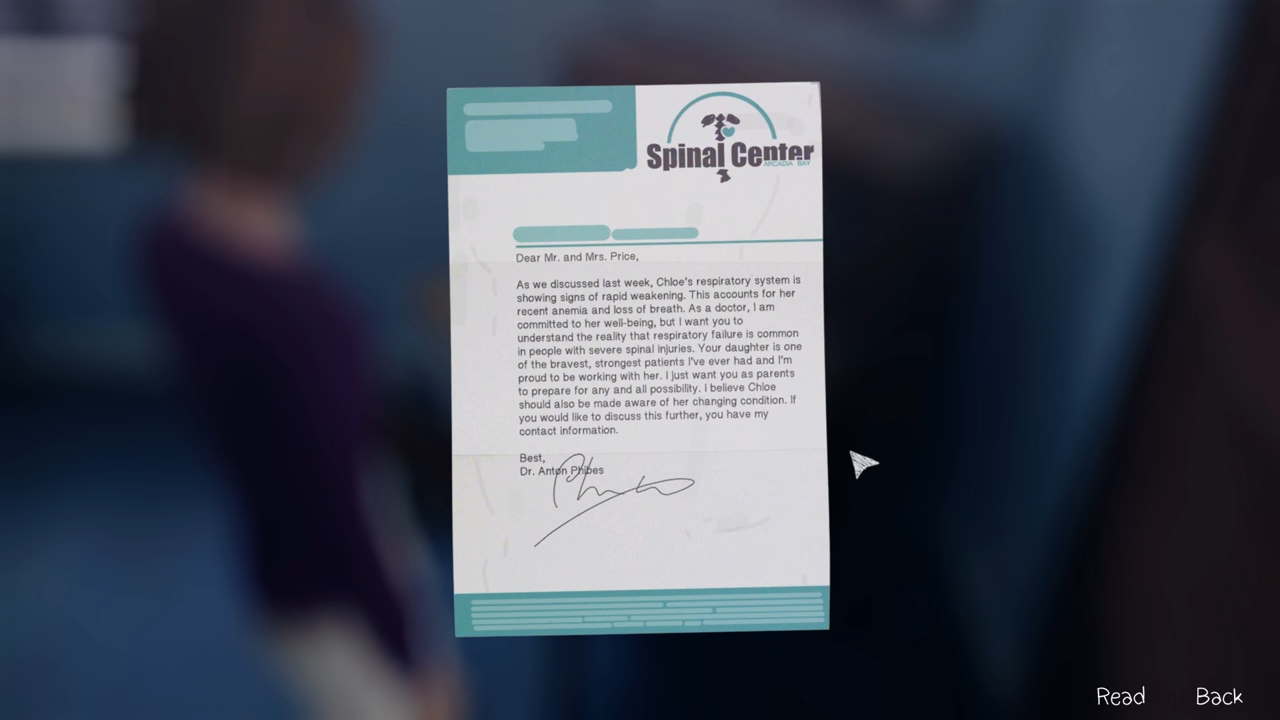 Spinal Center
ARCADIA BAY
Dear Mr. and Mrs. Price,
As we discussed last week, Chloe's respiratory system is
showing signs of rapid weakening. This accounts for her
recent anemia and loss of breath. As a doctor, I am
committed to her well-being, but I want you to
understand the reality that respiratory failure is common
in people with severe spinal injuries. Your daughter is one
of the bravest, strongest patients I've ever had and I'm
proud to be working with her. I just want you as parents
to prepare for any and all possibility. I believe Chloe
should also be made aware of her changing condition. If
you would like to discuss this further, you have my
contact information.
Best,
Dr. Anton Phibes
Read Back